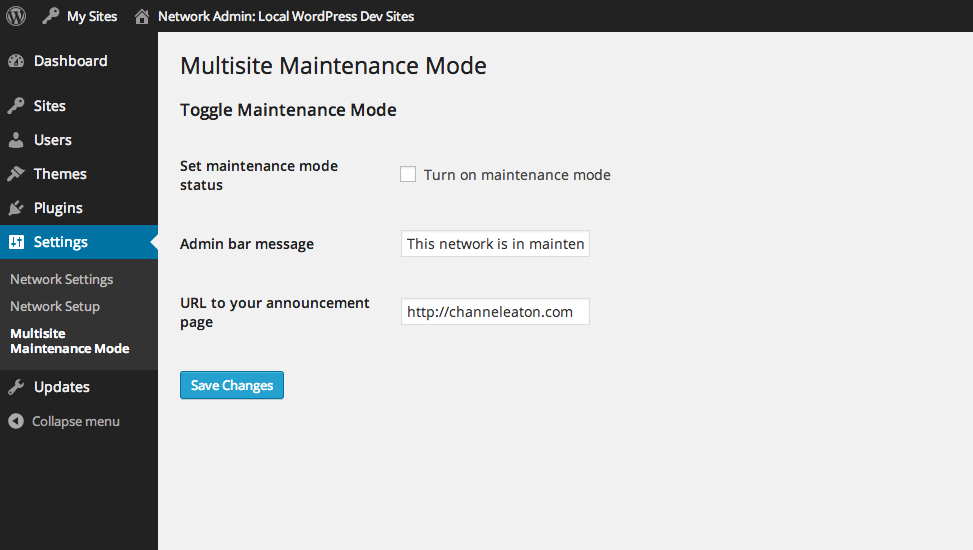 My Sites
Network Admin: Local WordPress Dev Sites
Dashboard
Sites
Users
Themes
Plugins
Settings
Network Settings
Network Setup
Multisite
Maintenance Mode
Updates
Collapse menu
Multisite Maintenance Mode
Toggle Maintenance Mode
Set maintenance mode
status
Turn on maintenance mode
Admin bar message
This network is in mainten
URL to your announcement
page
http://channeleaton.com
Save Changes